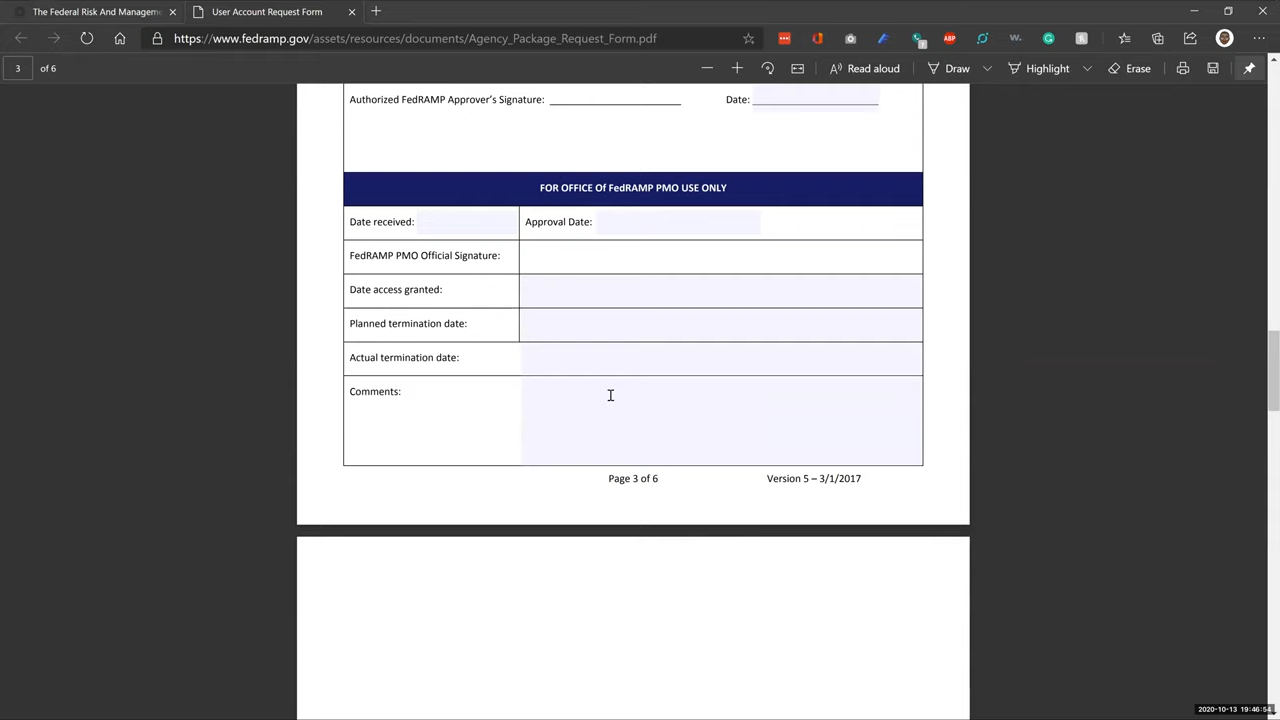 The Federal Risk And Manageme
User Account Request Form
https://www.fedramp.gov/assets/resources/documents/Agency_Package_Request_Form.pdf
ABP
3 of 6
Read aloud
Draw
Highlight
Erase
Authorized FedRAMP Approver's Signature: ______________________ Date: ____________________
FOR OFFICE Of FedRAMP PMO USE ONLY
Date received: Approval Date:
FedRAMP PMO Official Signature:
Date access granted:
Planned termination date:
Actual termination date:
Comments:
Page 3 of 6 Version 5 – 3/1/2017
2020-10-13 19:46:54